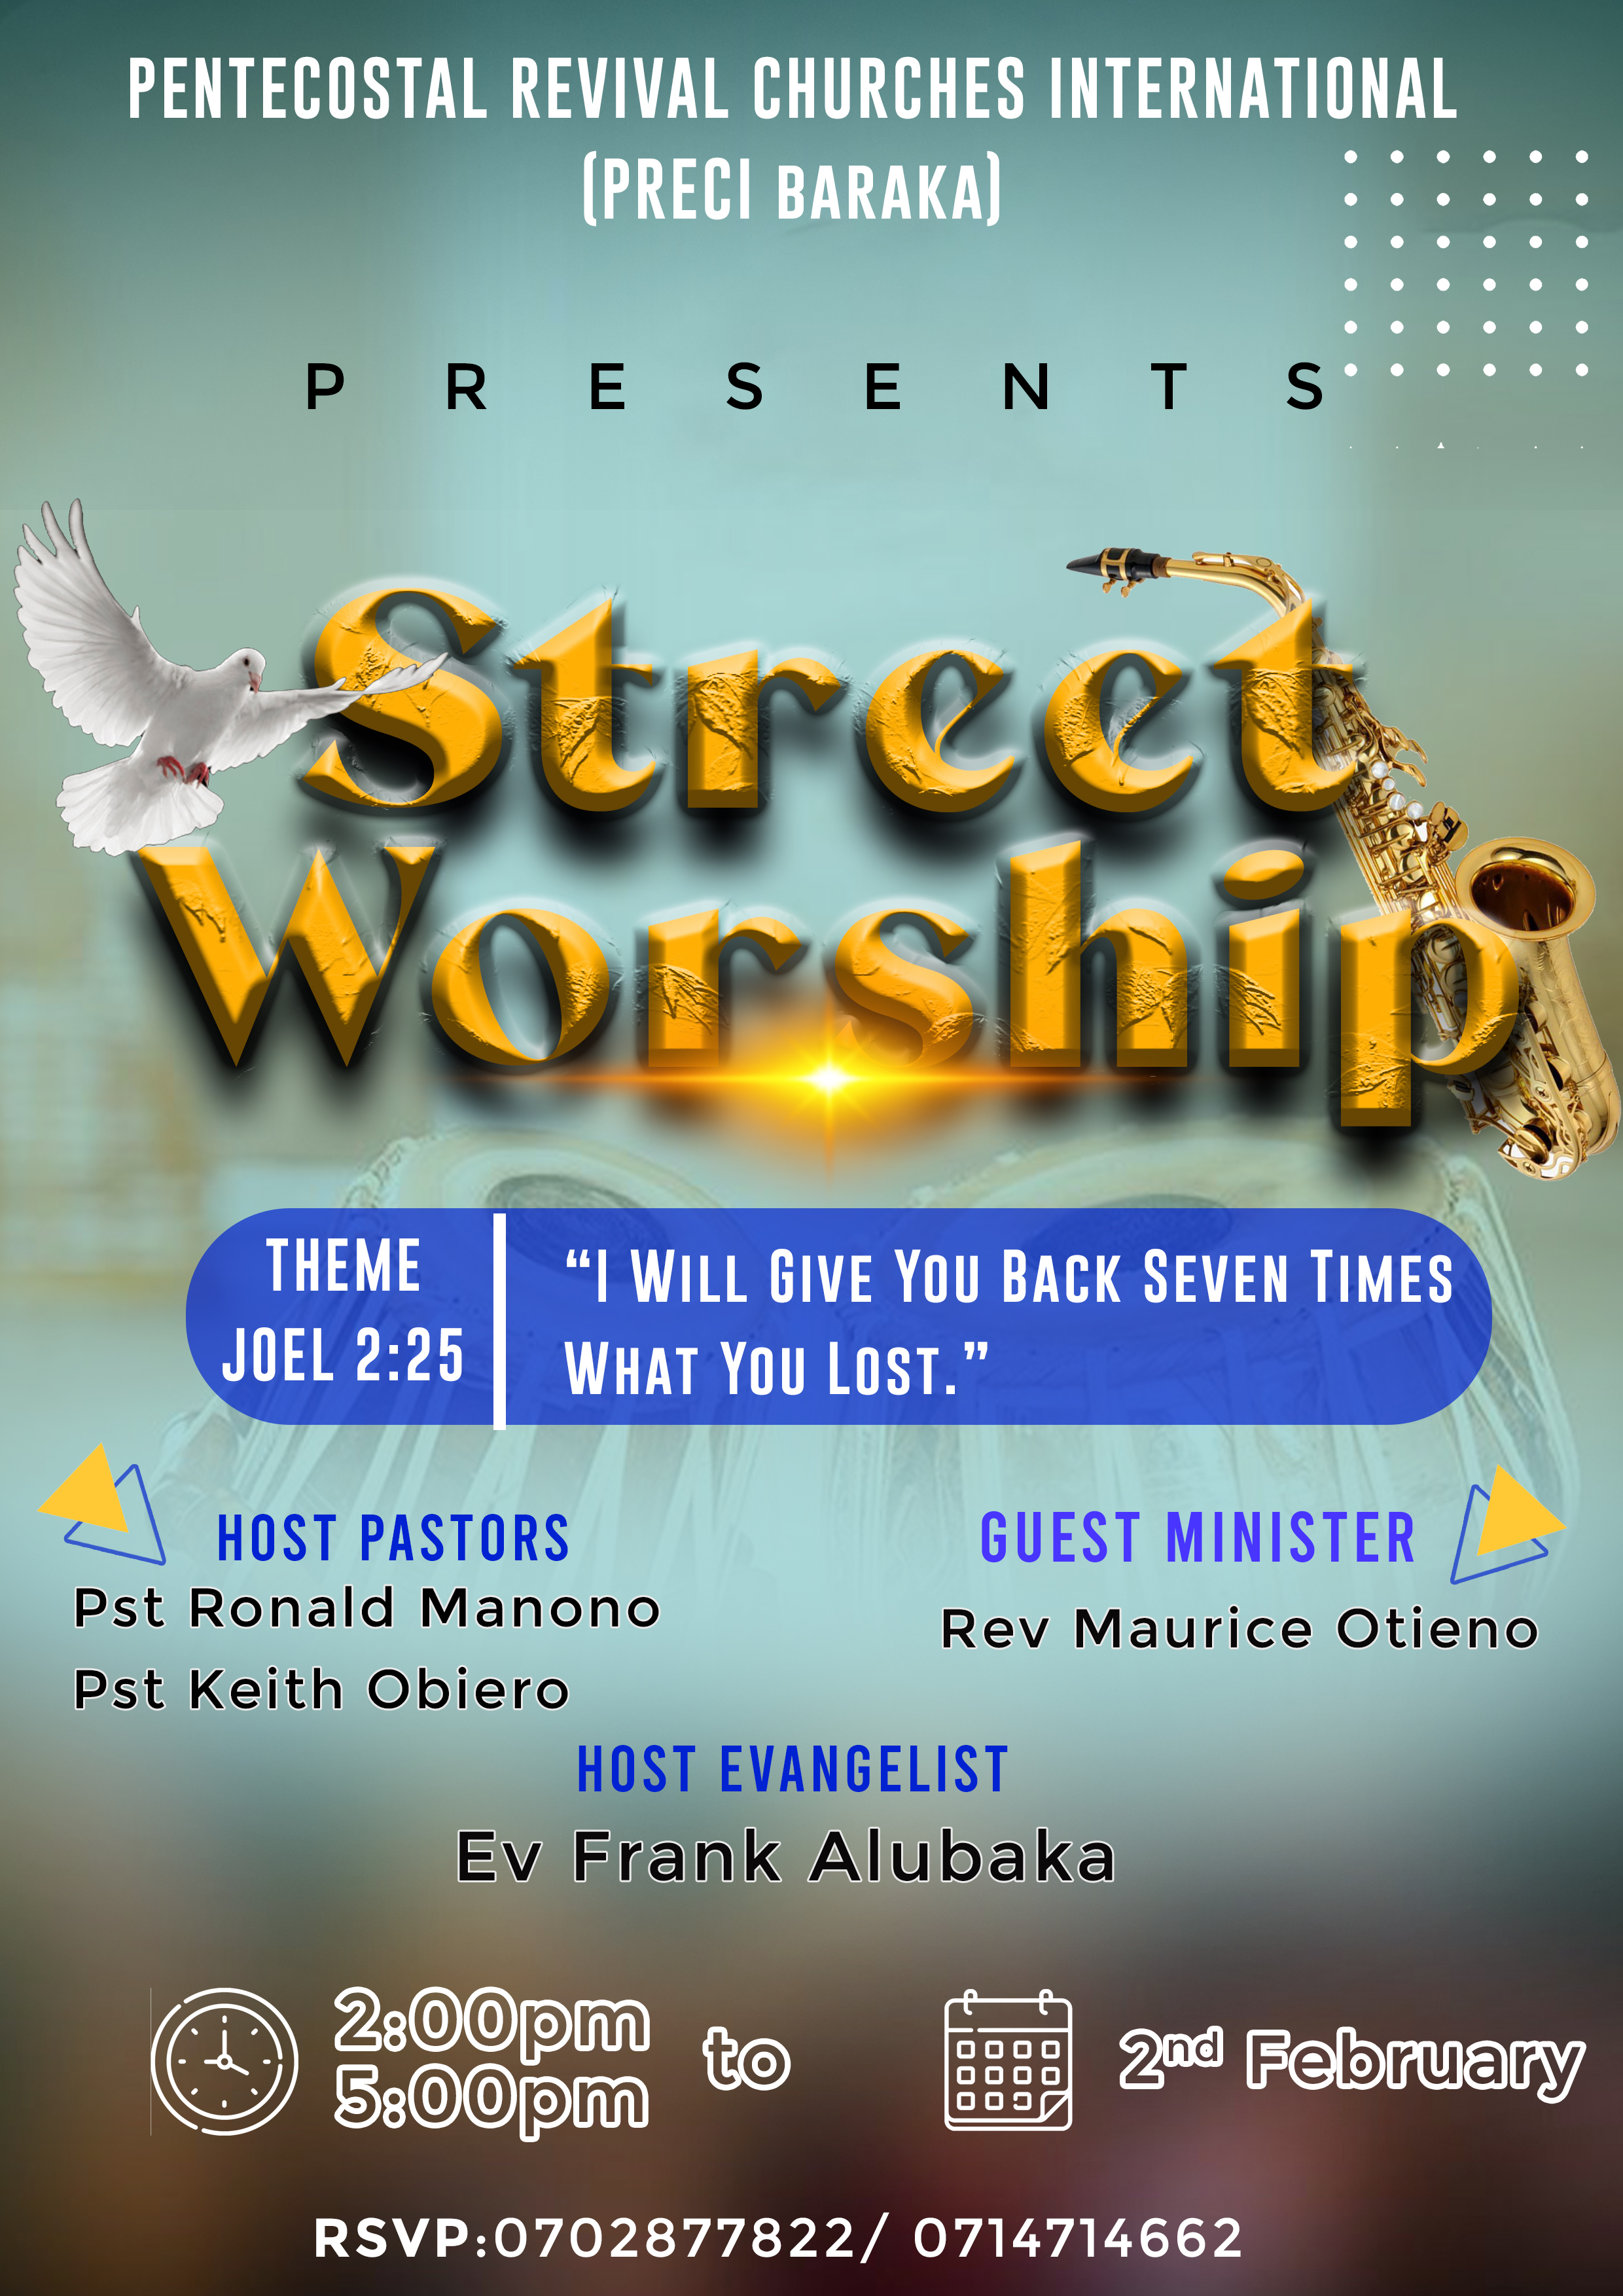 PENTECOSTAL REVIVAL CHURCHES INTERNATIONAL
(PRECI BARAKA)
PRESENTS
Street
Worship
THEME
JOEL 2:25
“I WILL GIVE YOU BACK SEVEN TIMES
WHAT YOU LOST.”
HOST PASTORS
Pst Ronald Manono
Pst Keith Obiero
GUEST MINISTER
Rev Maurice Otieno
HOST EVANGELIST
Ev Frank Alubaka
2:00pm
to
5:00pm
2nd February
RSVP:0702877822/ 0714714662